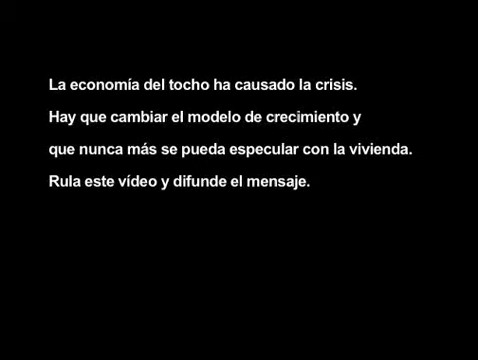 La economía del tocho ha causado la crisis.
Hay que cambiar el modelo de crecimiento y
que nunca más se pueda especular con la vivienda.
Rula este vídeo y difunde el mensaje.